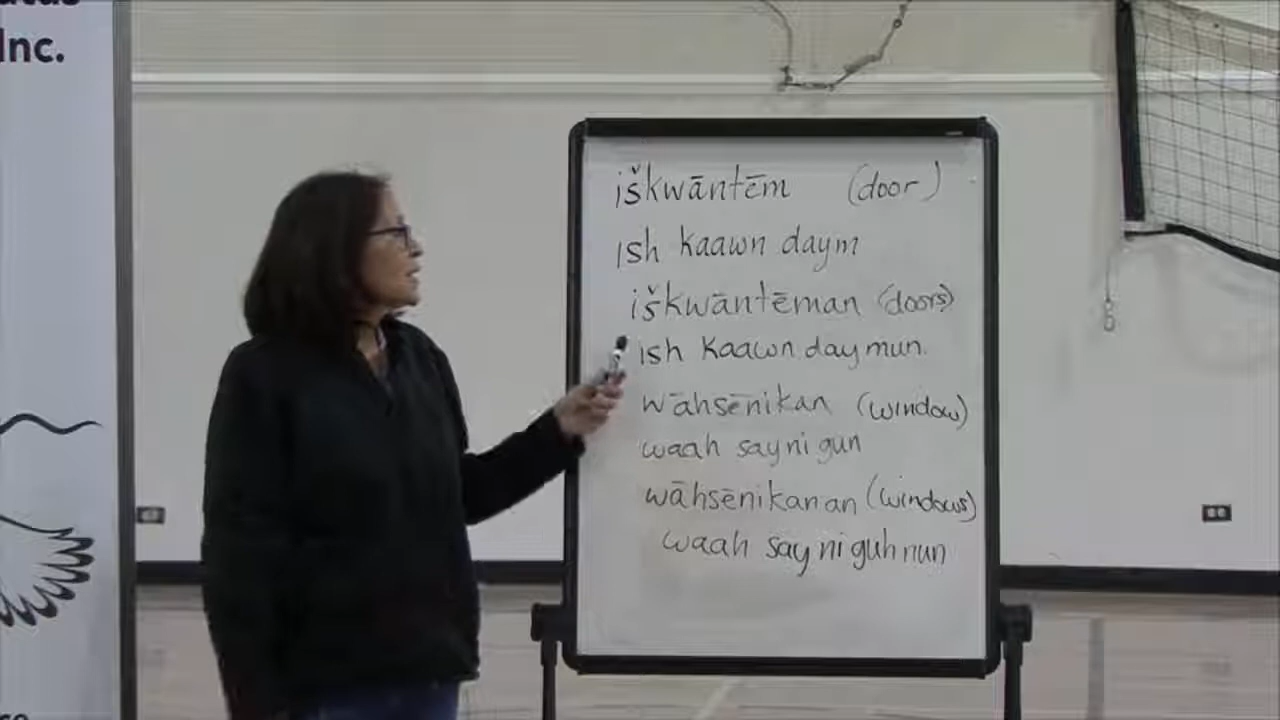 Inc.
iškwāntēm (door)
ish kaawn daym
iškwāntēman (doors)
ish kaawn day mun.
wāhsēnikan (window)
waah say ni gun
wāhsēnikanan (windows)
waah say ni guh nun